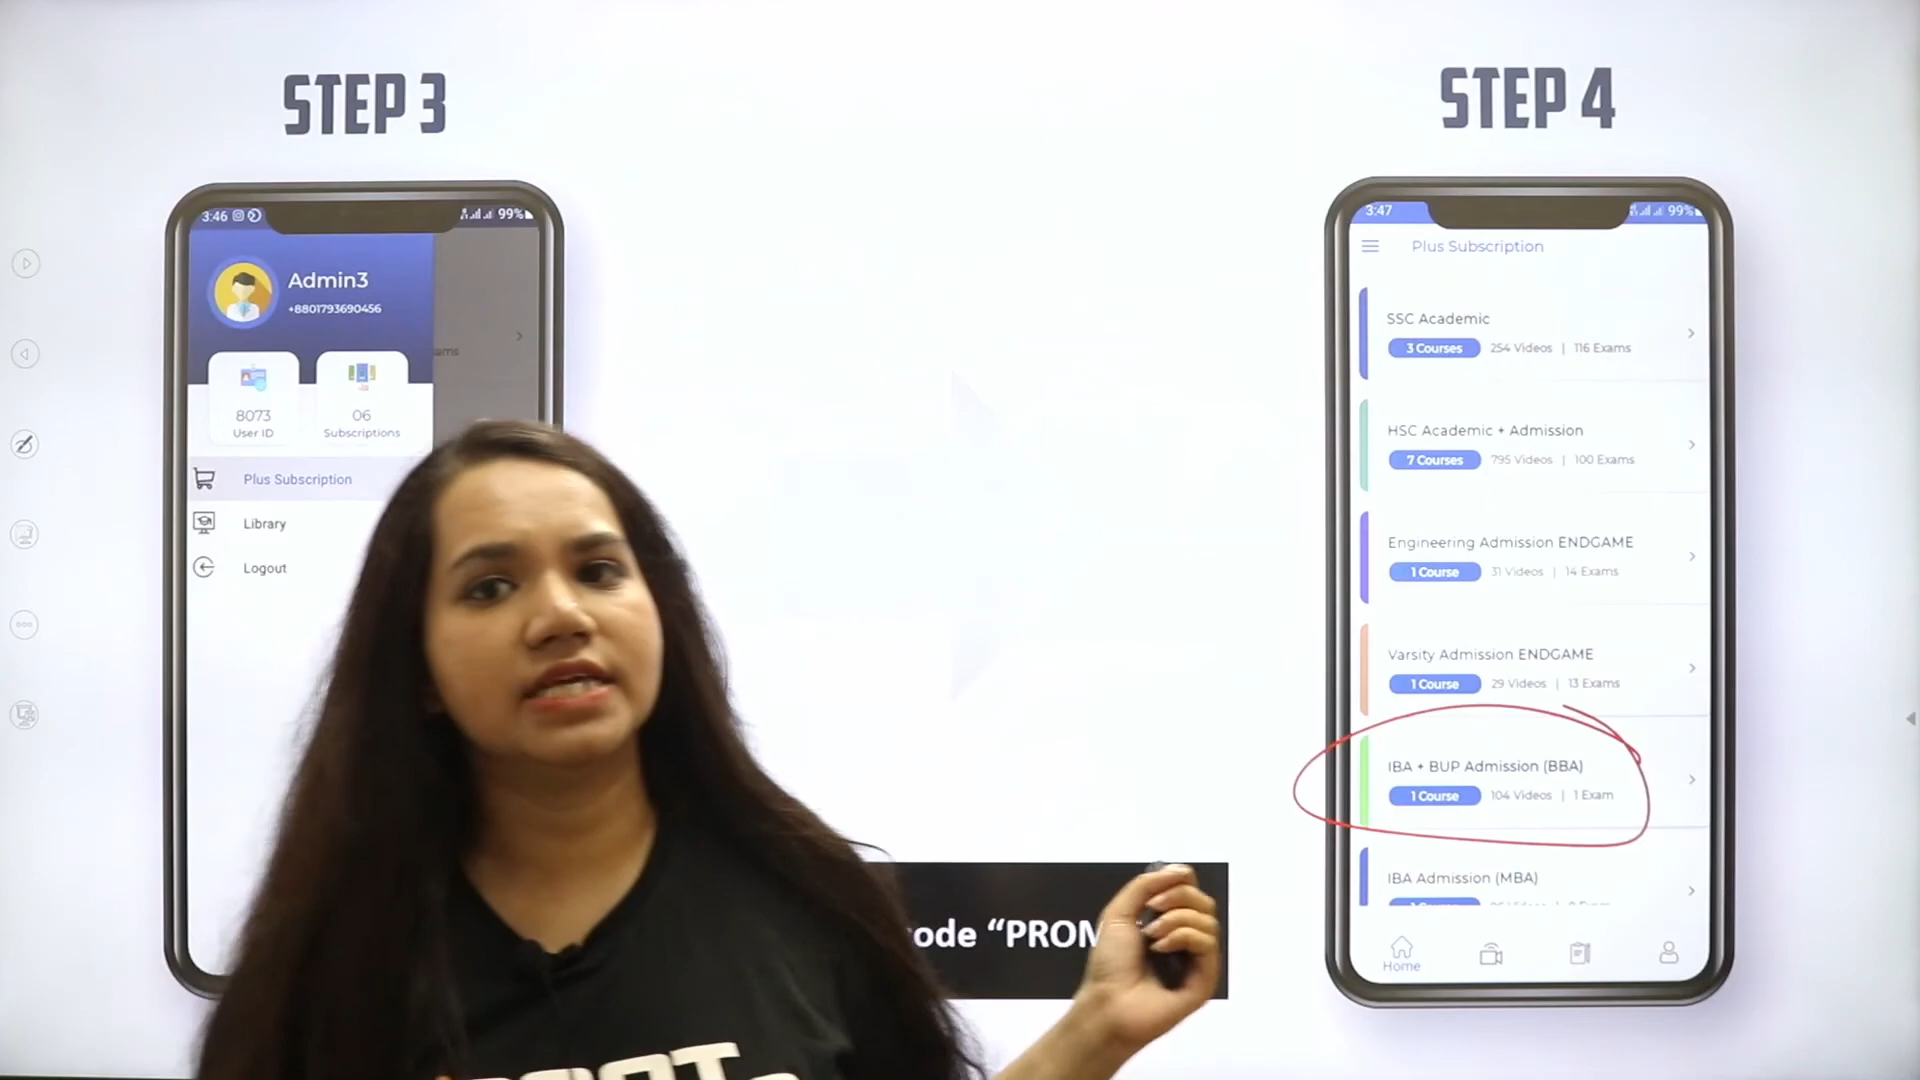 STEP 3
STEP 4
3:46
99%
Admin3
+8801793690456
8073
User ID
06
Subscriptions
Plus Subscription
Library
Logout
3:47
99%
Plus Subscription
SSC Academic
3 Courses 254 Videos | 116 Exams
HSC Academic + Admission
7 Courses 795 Videos | 100 Exams
Engineering Admission ENDGAME
1 Course 31 Videos | 14 Exams
Varsity Admission ENDGAME
1 Course 29 Videos | 13 Exams
IBA + BUP Admission (BBA)
1 Course 104 Videos | 1 Exam
IBA Admission (MBA)
Home